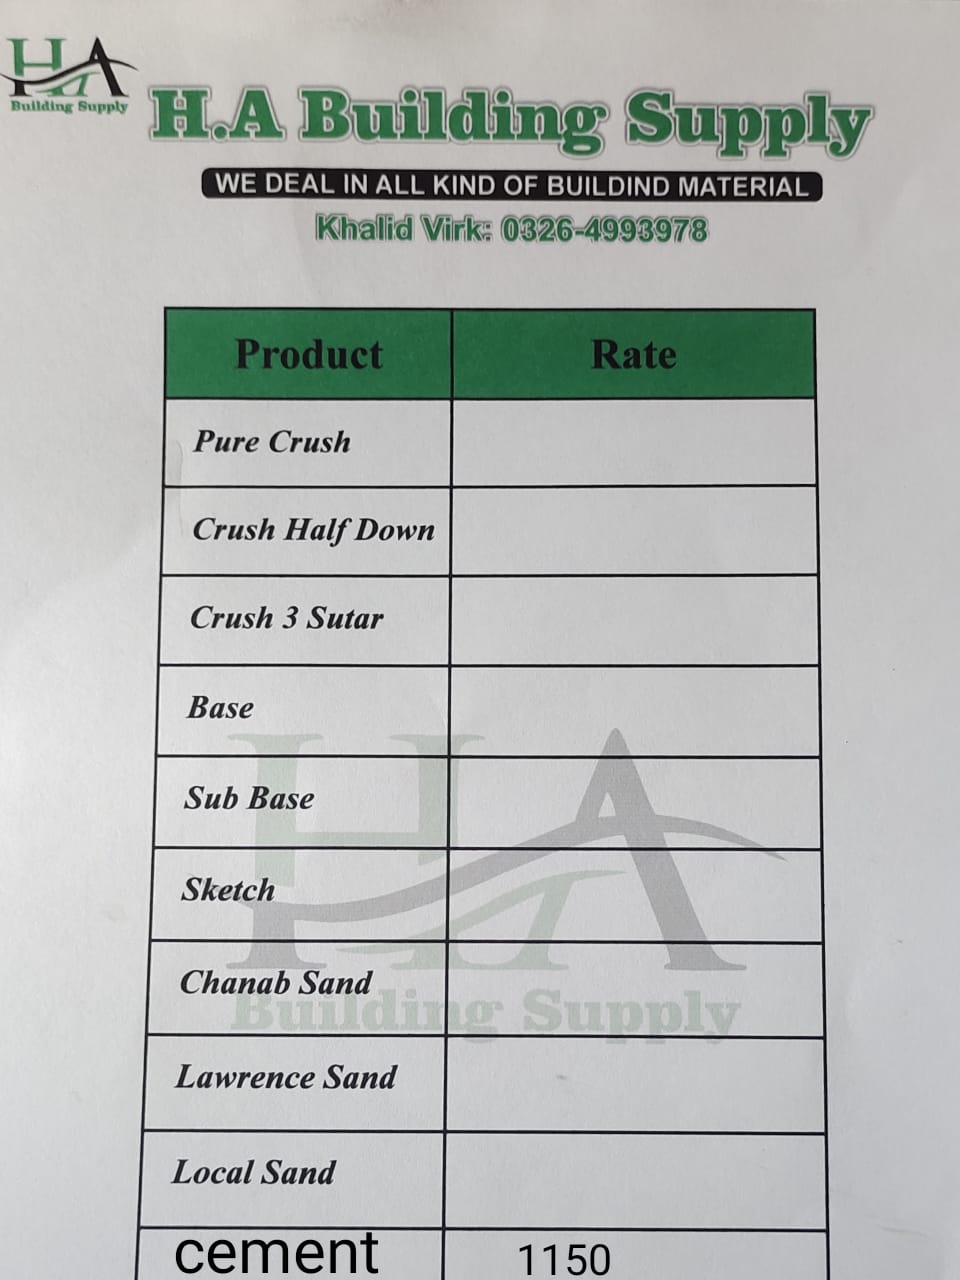 HA
Building Supply
H.A Building Supply
WE DEAL IN ALL KIND OF BUILDIND MATERIAL
Khalid Virk: 0326-4993978
Product Rate
Pure Crush
Crush Half Down
Crush 3 Sutar
Base
Sub Base
Sketch
Chanab Sand
HA
Building Supply
Lawrence Sand
Local Sand
cement 1150